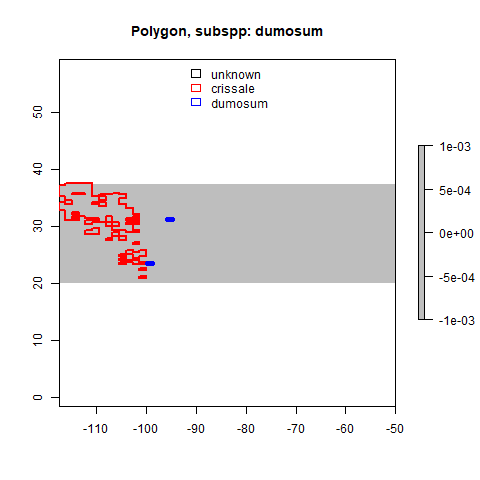 Polygon, subspp: dumosum
unknown
crissale
dumosum
50
40
30
20
10
0
-110
-100
-90
-80
-70
-60
-50
1e-03
5e-04
0e+00
-5e-04
-1e-03